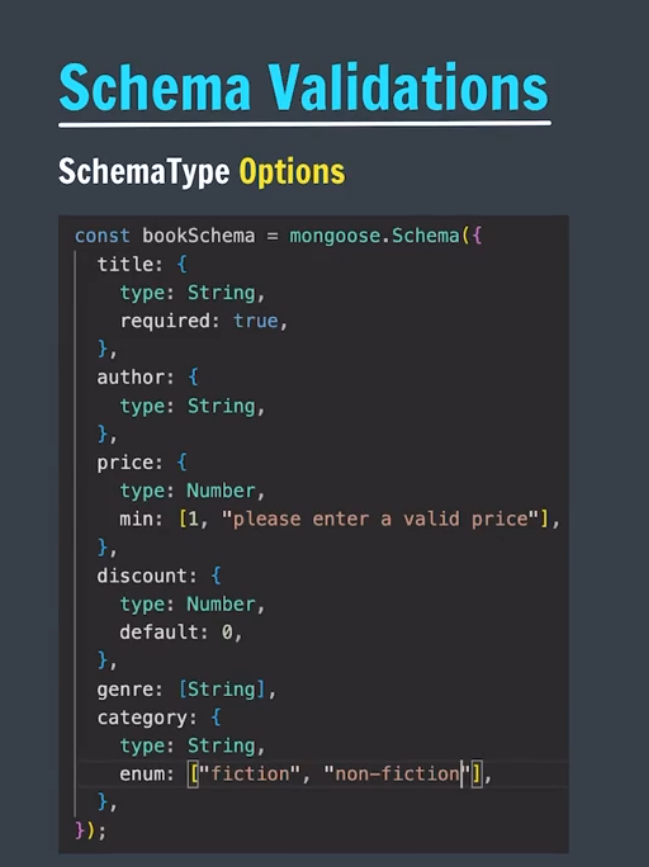 Schema Validations
SchemaType Options
const bookSchema = mongoose.Schema({
  title: {
    type: String,
    required: true,
  },
  author: {
    type: String,
  },
  price: {
    type: Number,
    min: [1, "please enter a valid price"],
  },
  discount: {
    type: Number,
    default: 0,
  },
  genre: [String],
  category: {
    type: String,
    enum: ["fiction", "non-fiction"],
  },
});